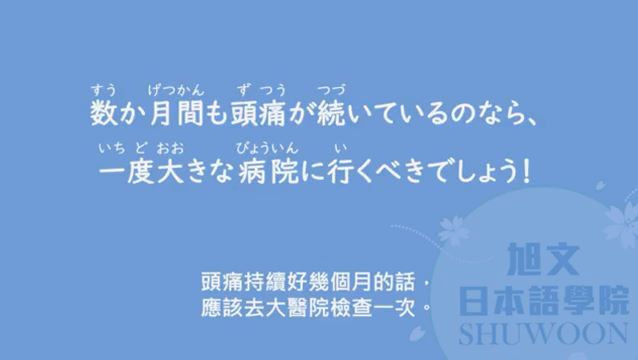 すう げつかん ず つう つづ
数か月間も頭痛が続いているのなら、
いち ど おお びょういん い
一度大きな病院に行くべきでしょう！
頭痛持續好幾個月的話，
應該去大醫院檢查一次。
旭文
日本語學院
SHUWOON